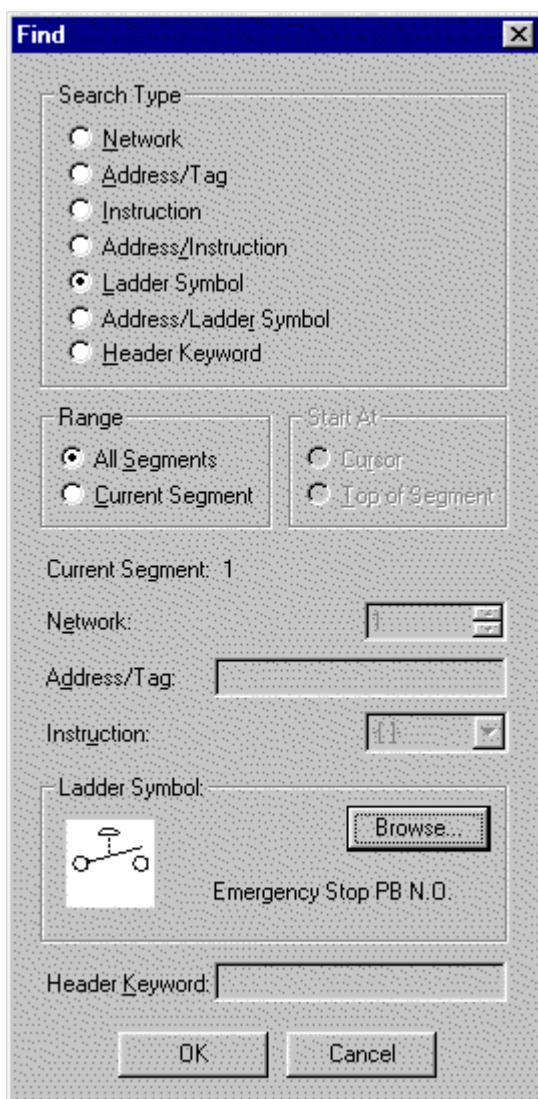 Find
Search Type
Network
Address/Tag
Instruction
Address/Instruction
Ladder Symbol
Address/Ladder Symbol
Header Keyword
Range
All Segments
Current Segment
Start At
Cursor
Top of Segment
Current Segment: 1
Network: 1
Address/Tag:
Instruction: -[ ]-
Ladder Symbol:
Browse...
Emergency Stop PB N.O.
Header Keyword:
OK Cancel